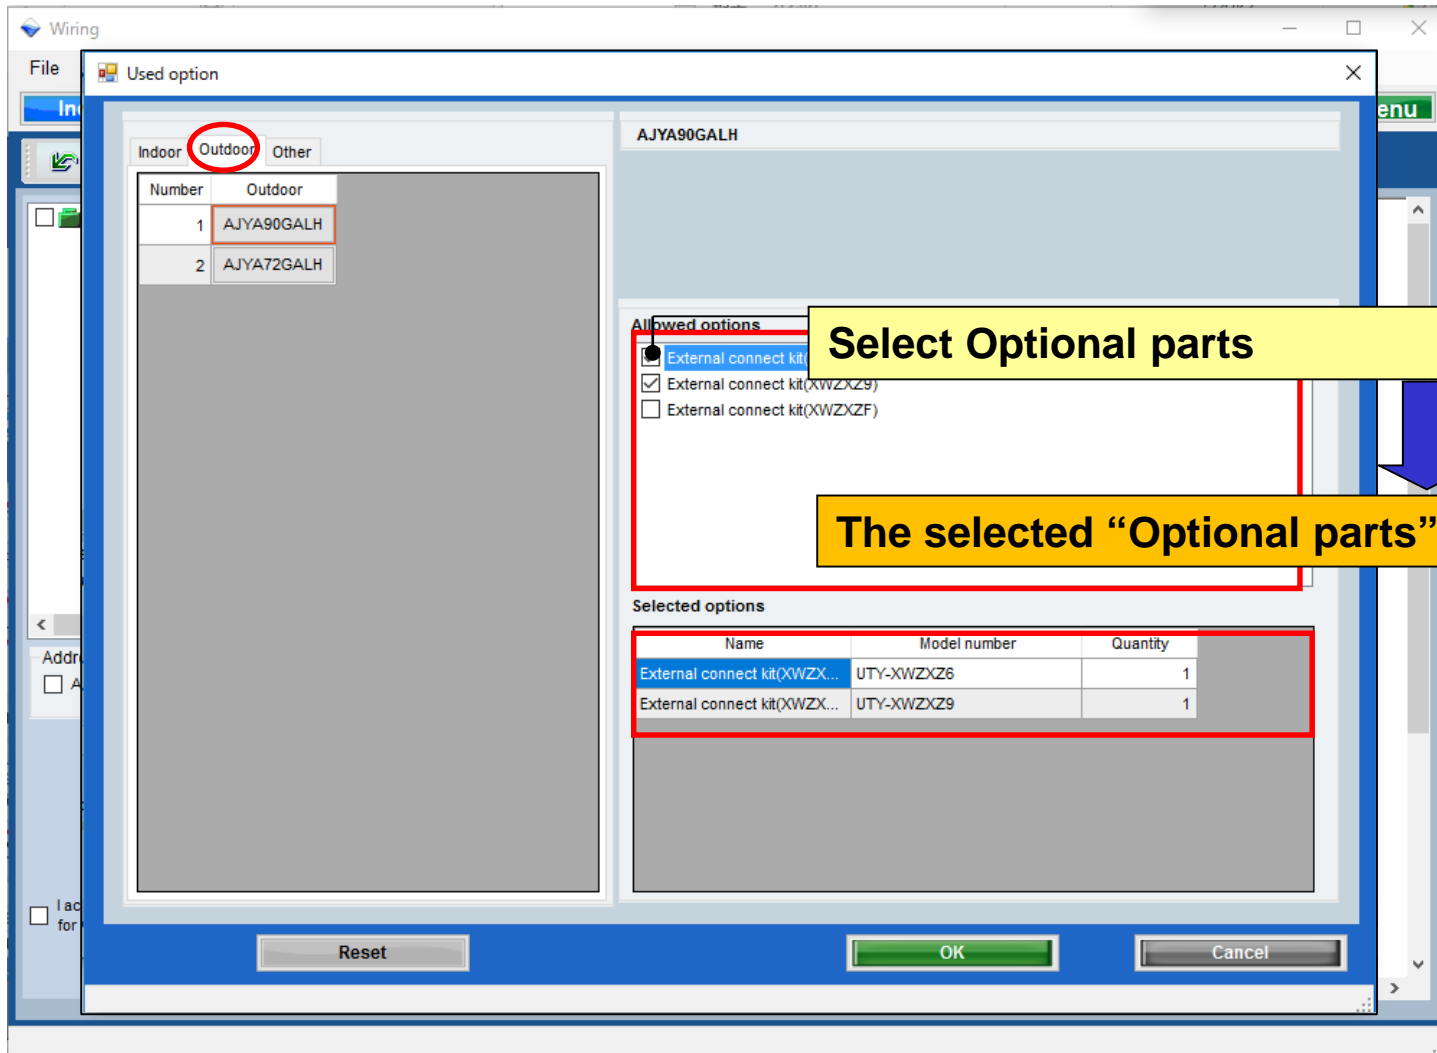 Wiring
File
Used option
enu
AJYA90GALH
Indoor Outdoor Other
Number Outdoor
1 AJYA90GALH
2 AJYA72GALH
Allowed options
Select Optional parts
External connect kit(
External connect kit(XWZXZ9)
External connect kit(XWZXZF)
The selected “Optional parts”
Selected options
Name Model number Quantity
External connect kit(XWZX... UTY-XWZXZ6 1
External connect kit(XWZX... UTY-XWZXZ9 1
Addr
A
I ac
for
Reset OK Cancel